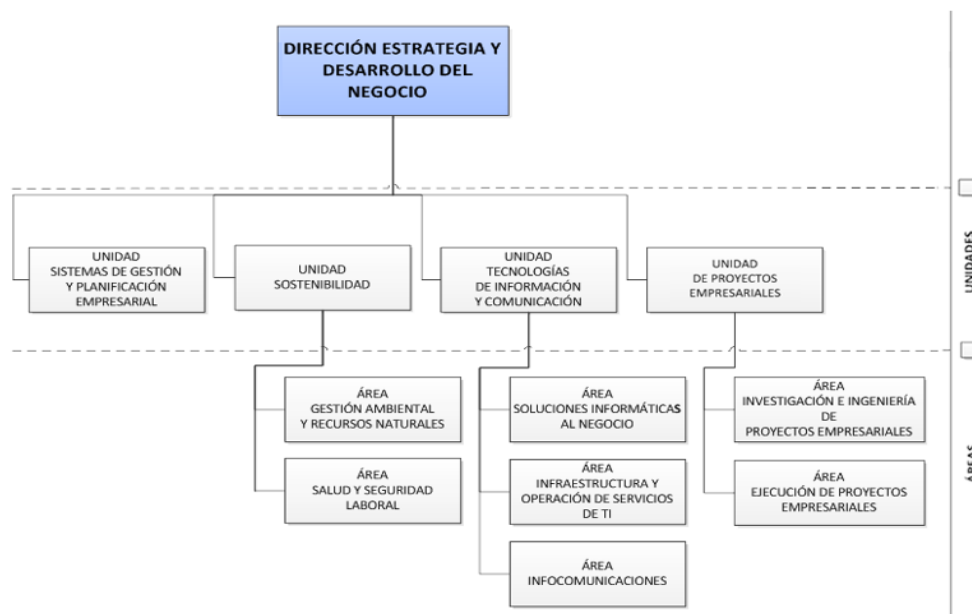 DIRECCIÓN ESTRATEGIA Y
DESARROLLO DEL
NEGOCIO
UNIDAD
SISTEMAS DE GESTIÓN
Y PLANIFICACIÓN
EMPRESARIAL
UNIDAD
SOSTENIBILIDAD
UNIDAD
TECNOLOGÍAS
DE INFORMACIÓN
Y COMUNICACIÓN
UNIDAD
DE PROYECTOS
EMPRESARIALES
UNIDADES
ÁREA
GESTIÓN AMBIENTAL
Y RECURSOS NATURALES
ÁREA
SALUD Y SEGURIDAD
LABORAL
ÁREA
SOLUCIONES INFORMÁTICAS
AL NEGOCIO
ÁREA
INFRAESTRUCTURA Y
OPERACIÓN DE SERVICIOS
DE TI
ÁREA
INFOCOMUNICACIONES
ÁREA
INVESTIGACIÓN E INGENIERÍA
DE
PROYECTOS EMPRESARIALES
ÁREA
EJECUCIÓN DE PROYECTOS
EMPRESARIALES
ÁREAS